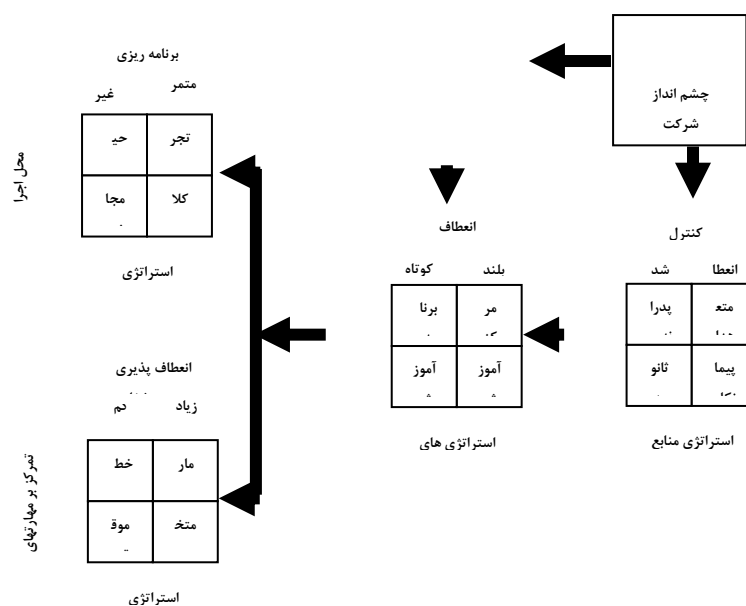 چشم انداز
شرکت
کنترل
انعطا
شد
متع
پدرا
پیما
ثانو
استراتژی منابع
انعطاف
بلند
کوتاه
مر
برنا
آموز
آموز
استراتژی های
برنامه ریزی
متمر
غیر
محل اجرا
تجر
حیـ
کلا
مجا
استراتژی
انعطاف پذیری
زیاد
تمرکز بر مهارتهای
مار
خط
متخ
موقـ
استراتژی